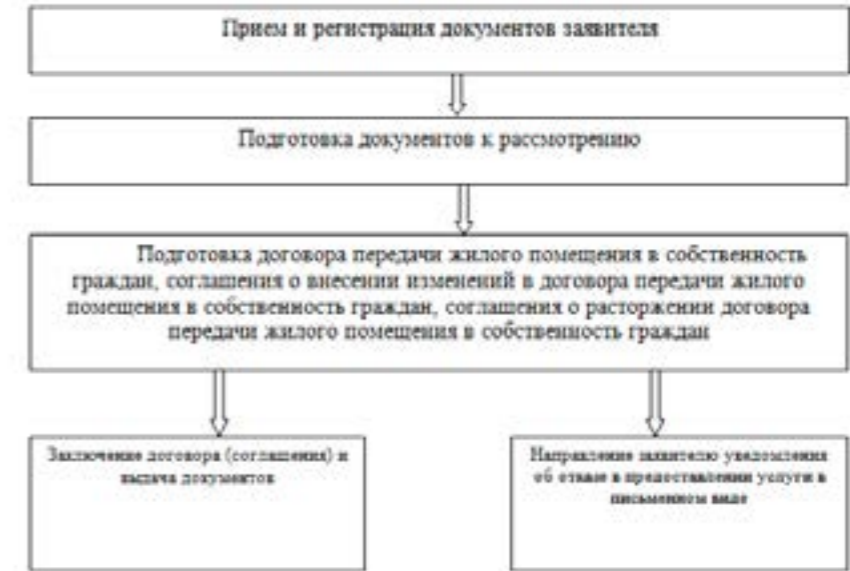 Прием и регистрация документов заявителя
Подготовка документов к рассмотрению
Подготовка договора передачи жилого помещения в собственность
граждан, соглашения о внесении изменений в договора передачи жилого
помещения в собственность граждан, соглашения о расторжении договора
передачи жилого помещения в собственность граждан
Заключение договора (соглашения) и
выдача документов
Направление заявителю уведомления
об отказе в предоставлении услуги в
письменном виде